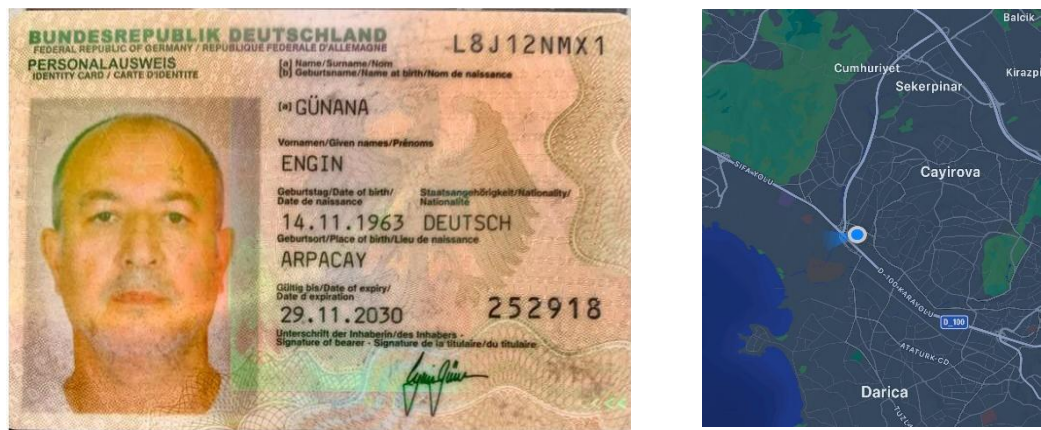 BUNDESREPUBLIK DEUTSCHLAND
FEDERAL REPUBLIC OF GERMANY / REPUBLIQUE FEDERALE D'ALLEMAGNE
PERSONALAUSWEIS
IDENTITY CARD / CARTE D'IDENTITE
L8J12NMX1
[a] Name/Surname/Nom
[b] Geburtsname/Name at birth/Nom de naissance
[a] GÜNANA
Vornamen/Given names/Prénoms
ENGIN
Geburtstag/Date of birth/
Date de naissance
Staatsangehörigkeit/Nationality/
Nationalité
14.11.1963 DEUTSCH
Geburtsort/Place of birth/Lieu de naissance
ARPACAY
Gültig bis/Date of expiry/
Date d'expiration
29.11.2030
252918
Unterschrift der Inhaberin/des Inhabers -
Signature of bearer - Signature de la titulaire/du titulaire
Balcik
Cumhuriyet
Kirazpi
Sekerpinar
SIFA YOLU
Cayirova
D-100 KARAYOLU
D_100
ATATURK CD
Darica
TUZLA